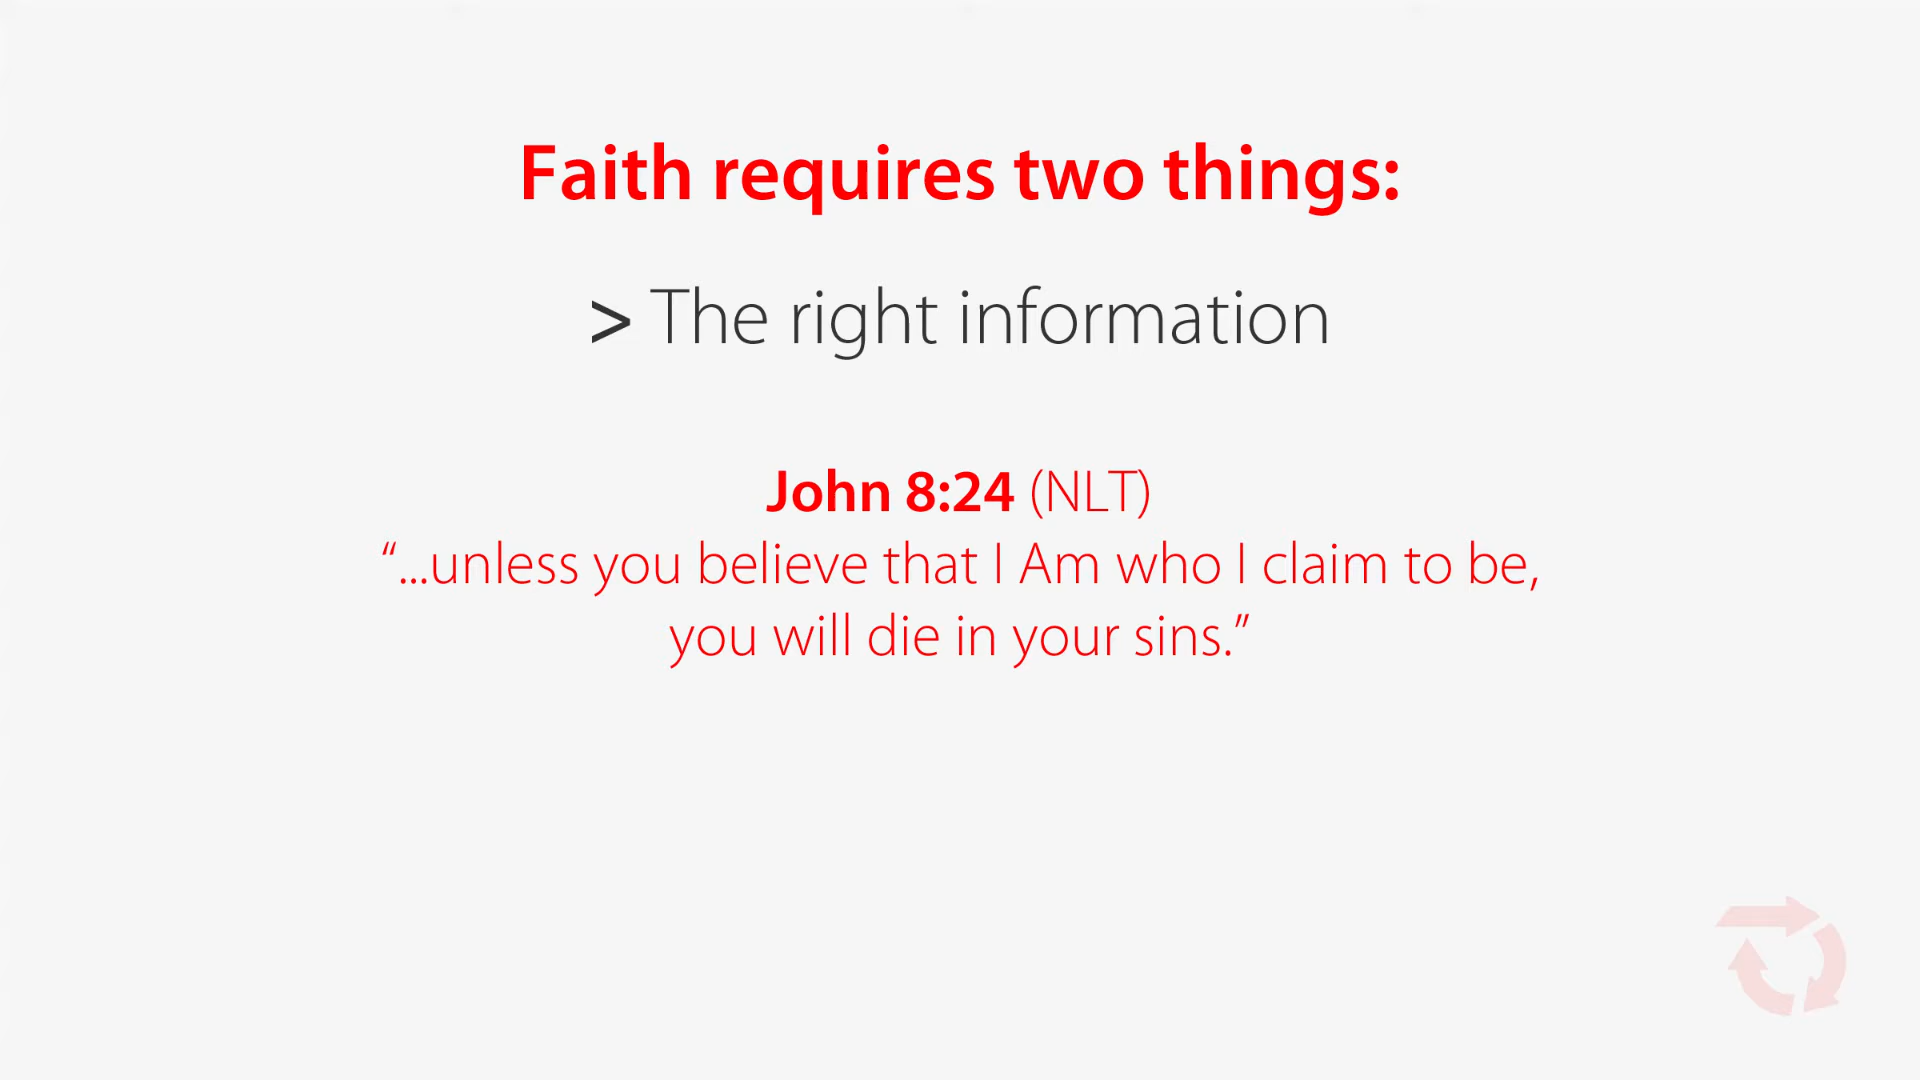 Faith requires two things:
> The right information
John 8:24 (NLT)
“...unless you believe that I Am who I claim to be,
you will die in your sins.”